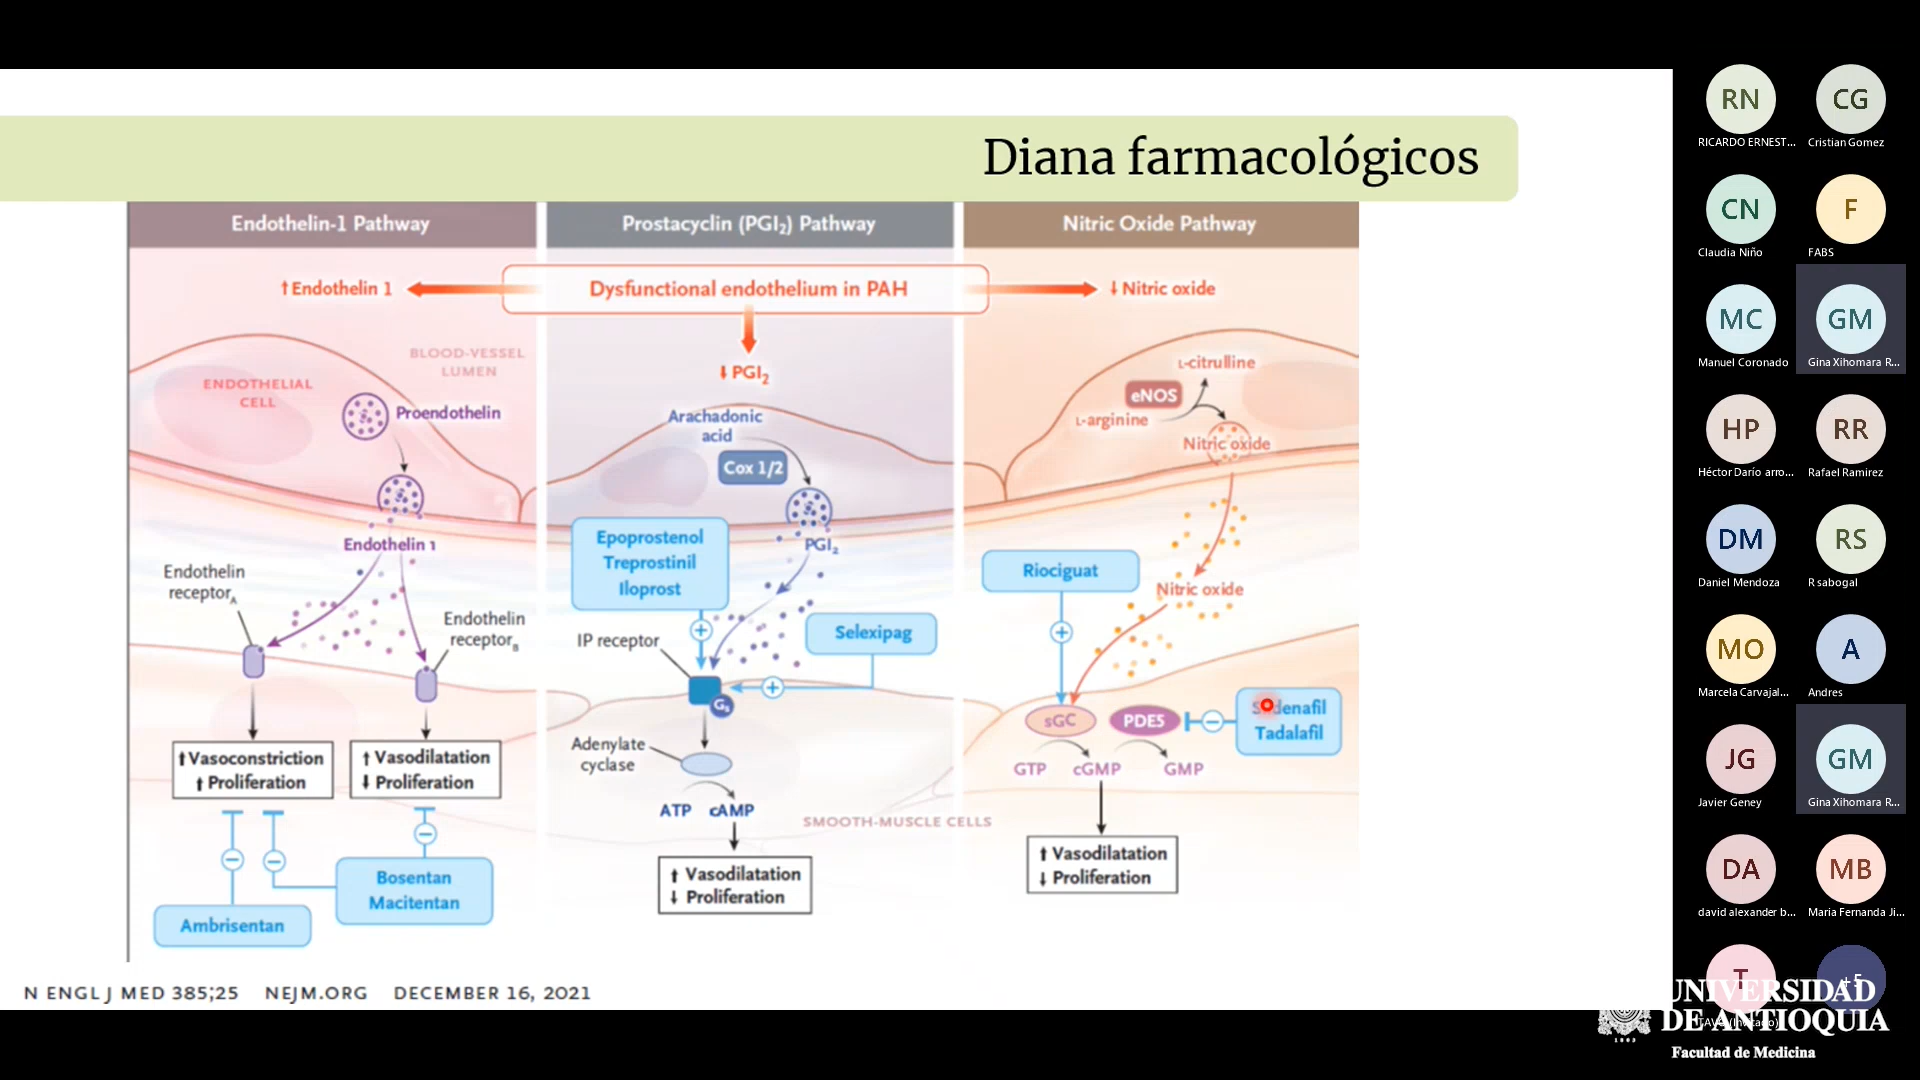 Diana farmacológicos
Endothelin-1 Pathway
Prostacyclin (PGI₂) Pathway
Nitric Oxide Pathway
↑Endothelin 1
Dysfunctional endothelium in PAH
↓Nitric oxide
↓PGI₂
BLOOD-VESSEL
LUMEN
ENDOTHELIAL
CELL
Proendothelin
Endothelin 1
Endothelin
receptorA
Endothelin
receptorB
↑Vasoconstriction
↑Proliferation
↑Vasodilatation
↓Proliferation
Ambrisentan
Bosentan
Macitentan
Arachadonic
acid
Cox 1/2
PGI₂
Epoprostenol
Treprostinil
Iloprost
IP receptor
Selexipag
Gs
Adenylate
cyclase
ATP cAMP
SMOOTH-MUSCLE CELLS
↑ Vasodilatation
↓ Proliferation
L-citrulline
eNOS
L-arginine
Nitric oxide
Riociguat
Nitric oxide
sGC
PDE5
Tadalafil
GTP cGMP GMP
↑ Vasodilatation
↓ Proliferation
N ENGL J MED 385;25 NEJM.ORG DECEMBER 16, 2021
RN
RICARDO ERNEST...
CG
Cristian Gomez
CN
Claudia Niño
F
FABS
MC
Manuel Coronado
GM
Gina Xihomara R...
HP
Héctor Darío arro...
RR
Rafael Ramirez
DM
Daniel Mendoza
RS
R sabogal
MO
Marcela Carvajal...
A
Andres
JG
Javier Geney
GM
Gina Xihomara R...
DA
david alexander b...
MB
Maria Fernanda Ji...
T
+5
UNIVERSIDAD
DE ANTIOQUIA
1803
Facultad de Medicina